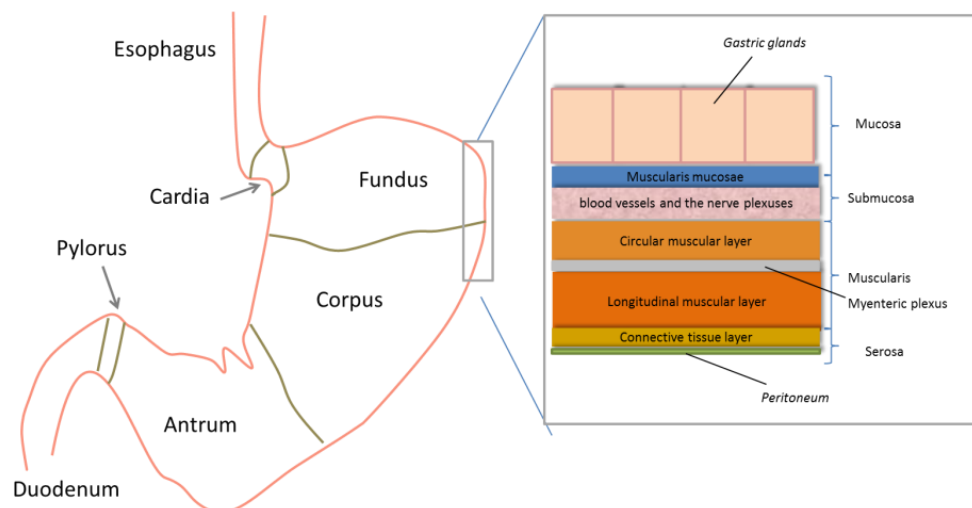 Esophagus
Cardia
Fundus
Pylorus
Corpus
Antrum
Duodenum
Gastric glands
Mucosa
Muscularis mucosae
Submucosa
blood vessels and the nerve plexuses
Circular muscular layer
Muscularis
Myenteric plexus
Longitudinal muscular layer
Connective tissue layer
Serosa
Peritoneum